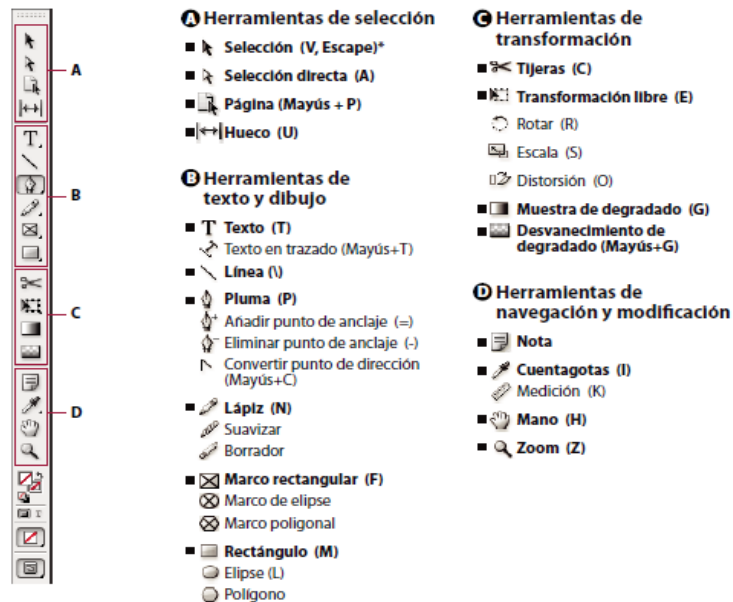 A
B
C
D
A Herramientas de selección
Selección (V, Escape)*
Selección directa (A)
Página (Mayús + P)
Hueco (U)
B Herramientas de
texto y dibujo
T Texto (T)
Texto en trazado (Mayús+T)
Línea (\)
Pluma (P)
Añadir punto de anclaje (=)
Eliminar punto de anclaje (-)
Convertir punto de dirección
(Mayús+C)
Lápiz (N)
Suavizar
Borrador
Marco rectangular (F)
Marco de elipse
Marco poligonal
Rectángulo (M)
Elipse (L)
Polígono
C Herramientas de
transformación
Tijeras (C)
Transformación libre (E)
Rotar (R)
Escala (S)
Distorsión (O)
Muestra de degradado (G)
Desvanecimiento de
degradado (Mayús+G)
D Herramientas de
navegación y modificación
Nota
Cuentagotas (I)
Medición (K)
Mano (H)
Zoom (Z)